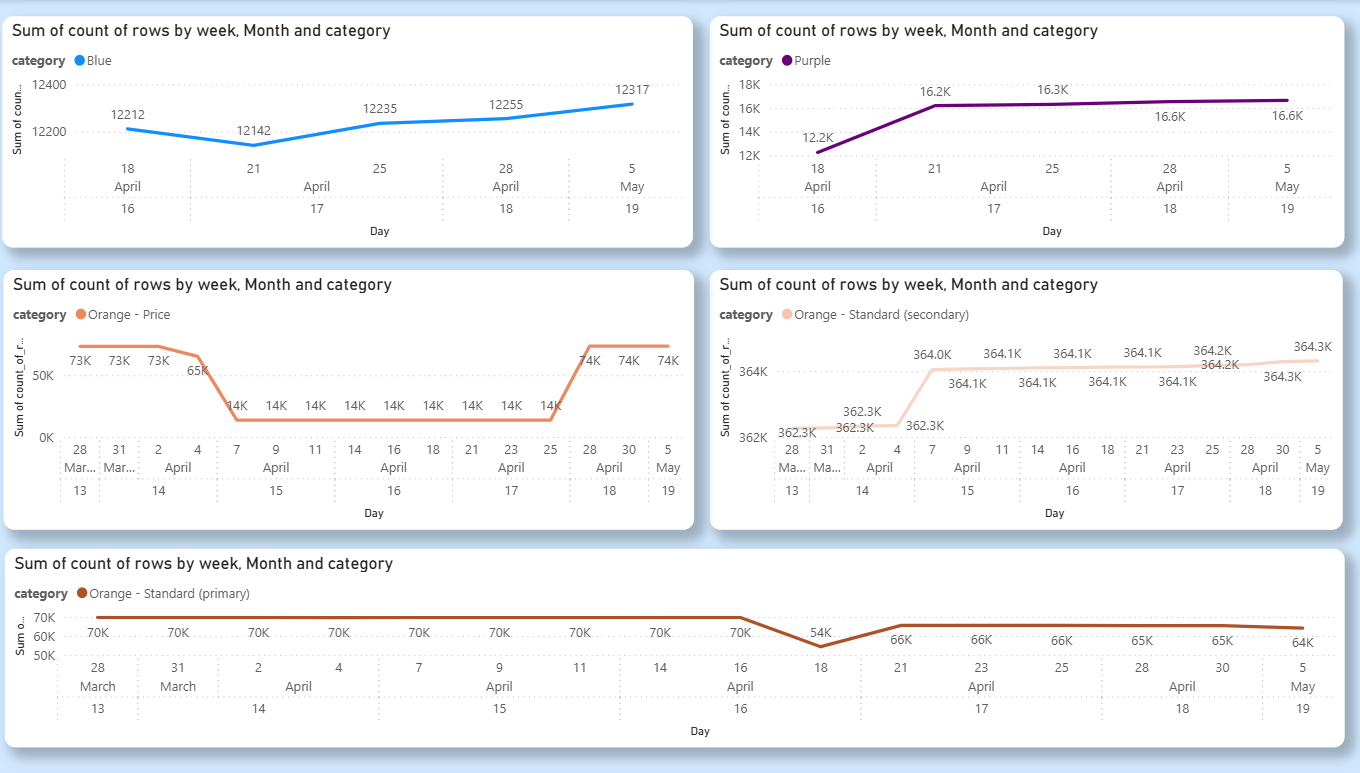 Sum of count of rows by week, Month and category
category Blue
Sum of coun...
12400
12200
12212 12142 12235 12255 12317
18 21 25 28 5
April April April May
16 17 18 19
Day
Sum of count of rows by week, Month and category
category Purple
Sum of coun...
18K
16K
14K
12K
12.2K 16.2K 16.3K 16.6K 16.6K
18 21 25 28 5
April April April May
16 17 18 19
Day
Sum of count of rows by week, Month and category
category Orange - Price
Sum of count_of_r...
50K
0K
73K 73K 73K 65K 14K 14K 14K 14K 14K 14K 14K 14K 14K 74K 74K 74K
28 31 2 4 7 9 11 14 16 18 21 23 25 28 30 5
Mar... Mar... April April April April April May
13 14 15 16 17 18 19
Day
Sum of count of rows by week, Month and category
category Orange - Standard (secondary)
Sum of count_of_r...
364K
362K
362.3K 362.3K 362.3K 362.3K 364.0K 364.1K 364.1K 364.1K 364.1K 364.1K 364.1K 364.1K 364.2K 364.2K 364.3K 364.3K
28 31 2 4 7 9 11 14 16 18 21 23 25 28 30 5
Ma... Ma... April April April April April May
13 14 15 16 17 18 19
Day
Sum of count of rows by week, Month and category
category Orange - Standard (primary)
Sum o...
70K
60K
50K
70K 70K 70K 70K 70K 70K 70K 70K 70K 54K 66K 66K 66K 65K 65K 64K
28 31 2 4 7 9 11 14 16 18 21 23 25 28 30 5
March March April April April April April May
13 14 15 16 17 18 19
Day